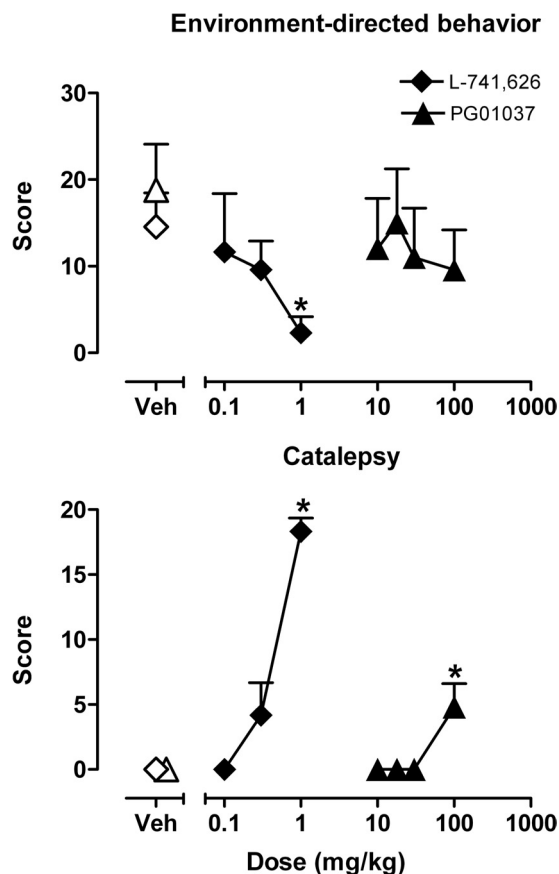 Environment-directed behavior
L-741,626
PG01037
30
20
10
0
Score
*
Veh 0.1 1 10 100 1000
Catalepsy
20
15
10
5
0
Score
*
*
Veh 0.1 1 10 100 1000
Dose (mg/kg)